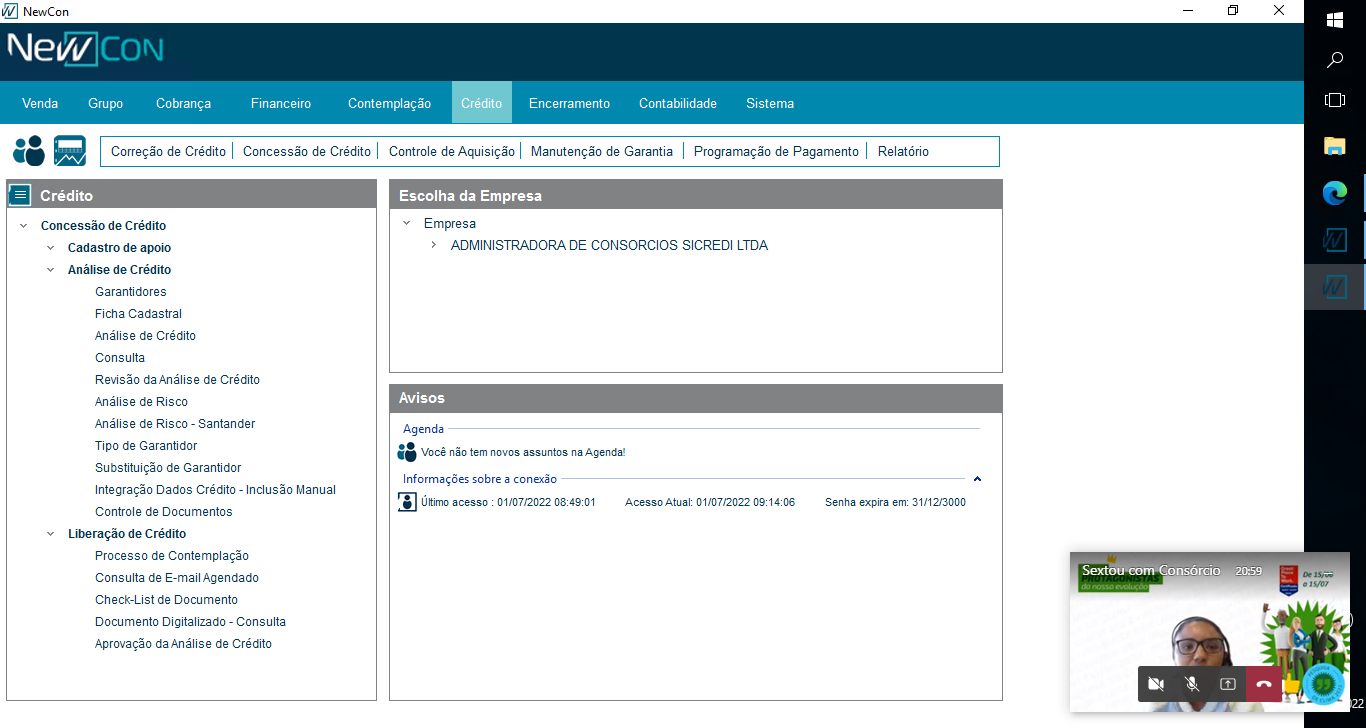 NewCon
NewCon
Venda Grupo Cobrança Financeiro Contemplação Crédito Encerramento Contabilidade Sistema
Correção de Crédito Concessão de Crédito Controle de Aquisição Manutenção de Garantia Programação de Pagamento Relatório
Crédito
Concessão de Crédito
Cadastro de apoio
Análise de Crédito
Garantidores
Ficha Cadastral
Análise de Crédito
Consulta
Revisão da Análise de Crédito
Análise de Risco
Análise de Risco - Santander
Tipo de Garantidor
Substituição de Garantidor
Integração Dados Crédito - Inclusão Manual
Controle de Documentos
Liberação de Crédito
Processo de Contemplação
Consulta de E-mail Agendado
Check-List de Documento
Documento Digitalizado - Consulta
Aprovação da Análise de Crédito
Escolha da Empresa
Empresa
ADMINISTRADORA DE CONSORCIOS SICREDI LTDA
Avisos
Agenda
Você não tem novos assuntos na Agenda!
Informações sobre a conexão
Último acesso : 01/07/2022 08:49:01 Acesso Atual: 01/07/2022 09:14:06 Senha expira em: 31/12/3000
Sextou com Consórcio 20:59
PROTAGONISTAS
da nossa evolução
De 15/06
a 15/07
022